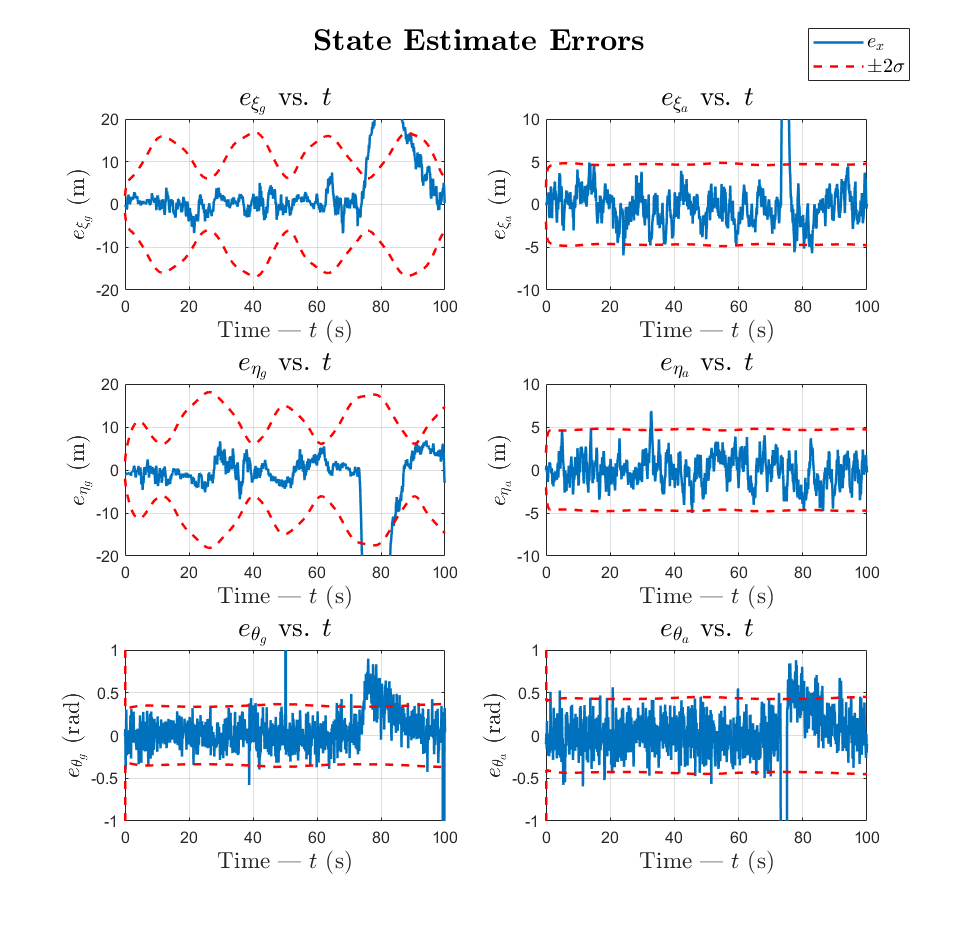 State Estimate Errors
e_x
±2σ
e_{ξ_g} vs. t
20
10
0
-10
-20
e_{ξ_g} (m)
0 20 40 60 80 100
Time — t (s)
e_{ξ_a} vs. t
10
5
0
-5
-10
e_{ξ_a} (m)
0 20 40 60 80 100
Time — t (s)
e_{η_g} vs. t
20
10
0
-10
-20
e_{η_g} (m)
0 20 40 60 80 100
Time — t (s)
e_{η_a} vs. t
10
5
0
-5
-10
e_{η_a} (m)
0 20 40 60 80 100
Time — t (s)
e_{θ_g} vs. t
1
0.5
0
-0.5
-1
e_{θ_g} (rad)
0 20 40 60 80 100
Time — t (s)
e_{θ_a} vs. t
1
0.5
0
-0.5
-1
e_{θ_a} (rad)
0 20 40 60 80 100
Time — t (s)